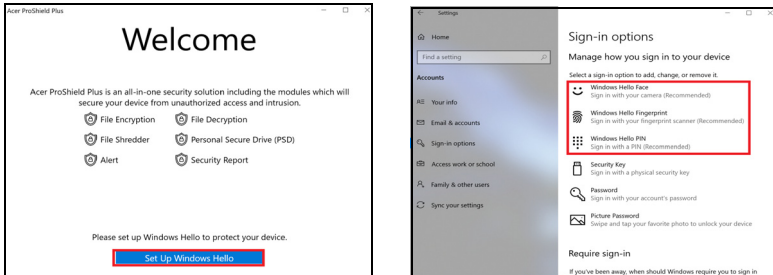 Acer ProShield Plus
Welcome
Acer ProShield Plus is an all-in-one security solution including the modules which will
secure your device from unauthorized access and intrusion.
File Encryption
File Decryption
File Shredder
Personal Secure Drive (PSD)
Alert
Security Report
Please set up Windows Hello to protect your device.
Set Up Windows Hello
Settings
Home
Find a setting
Accounts
Your info
Email & accounts
Sign-in options
Access work or school
Family & other users
Sync your settings
Sign-in options
Manage how you sign in to your device
Select a sign-in option to add, change, or remove it.
Windows Hello Face
Sign in with your camera (Recommended)
Windows Hello Fingerprint
Sign in with your fingerprint scanner (Recommended)
Windows Hello PIN
Sign in with a PIN (Recommended)
Security Key
Sign in with a physical security key
Password
Sign in with your account's password
Picture Password
Swipe and tap your favorite photo to unlock your device
Require sign-in
If you've been away, when should Windows require you to sign in